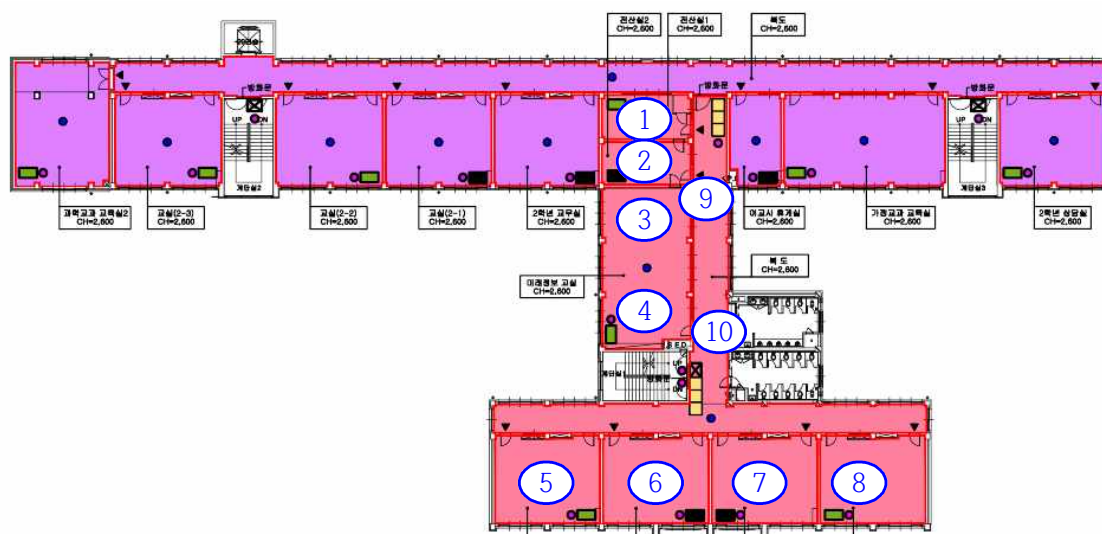 전산실2
CH=2,600
전산실1
CH=2,600
복도
CH=2,600
방화문
방화문
방화문
UP
DN
UP
DN
계단실2
계단실3
1
2
3
4
5
6
7
8
9
10
과학교과 교육실2
CH=2,600
교실(2-3)
CH=2,600
교실(2-2)
CH=2,600
교실(2-1)
CH=2,600
2학년 교무실
CH=2,600
여교사 휴게실
CH=2,600
가정교과 교육실
CH=2,600
2학년 상담실
CH=2,600
미래정보 교실
CH=2,600
복 도
CH=2,600
계단실1
방화문
UP
DN